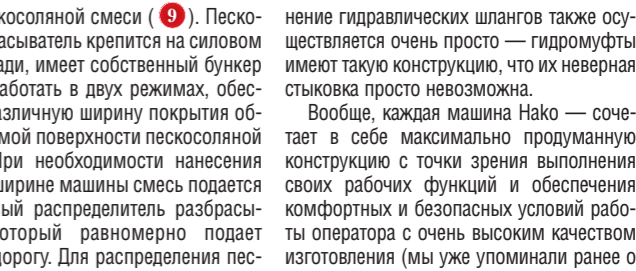 косоляной смеси ( 9 ). Песко-
асыватель крепится на силовом
ади, имеет собственный бункер
аботать в двух режимах, обес-
азличную ширину покрытия об-
мой поверхности пескосоляной
При необходимости нанесения
ширине машины смесь подается
вый распределитель разбрасы-
оторый равномерно подает
дорогу. Для распределения пес-
нение гидравлических шлангов также осу-
ществляется очень просто — гидромуфты
имеют такую конструкцию, что их неверная
стыковка просто невозможна.
Вообще, каждая машина Hako — соче-
тает в себе максимально продуманную
конструкцию с точки зрения выполнения
своих рабочих функций и обеспечения
комфортных и безопасных условий рабо-
ты оператора с очень высоким качеством
изготовления (мы уже упоминали ранее о